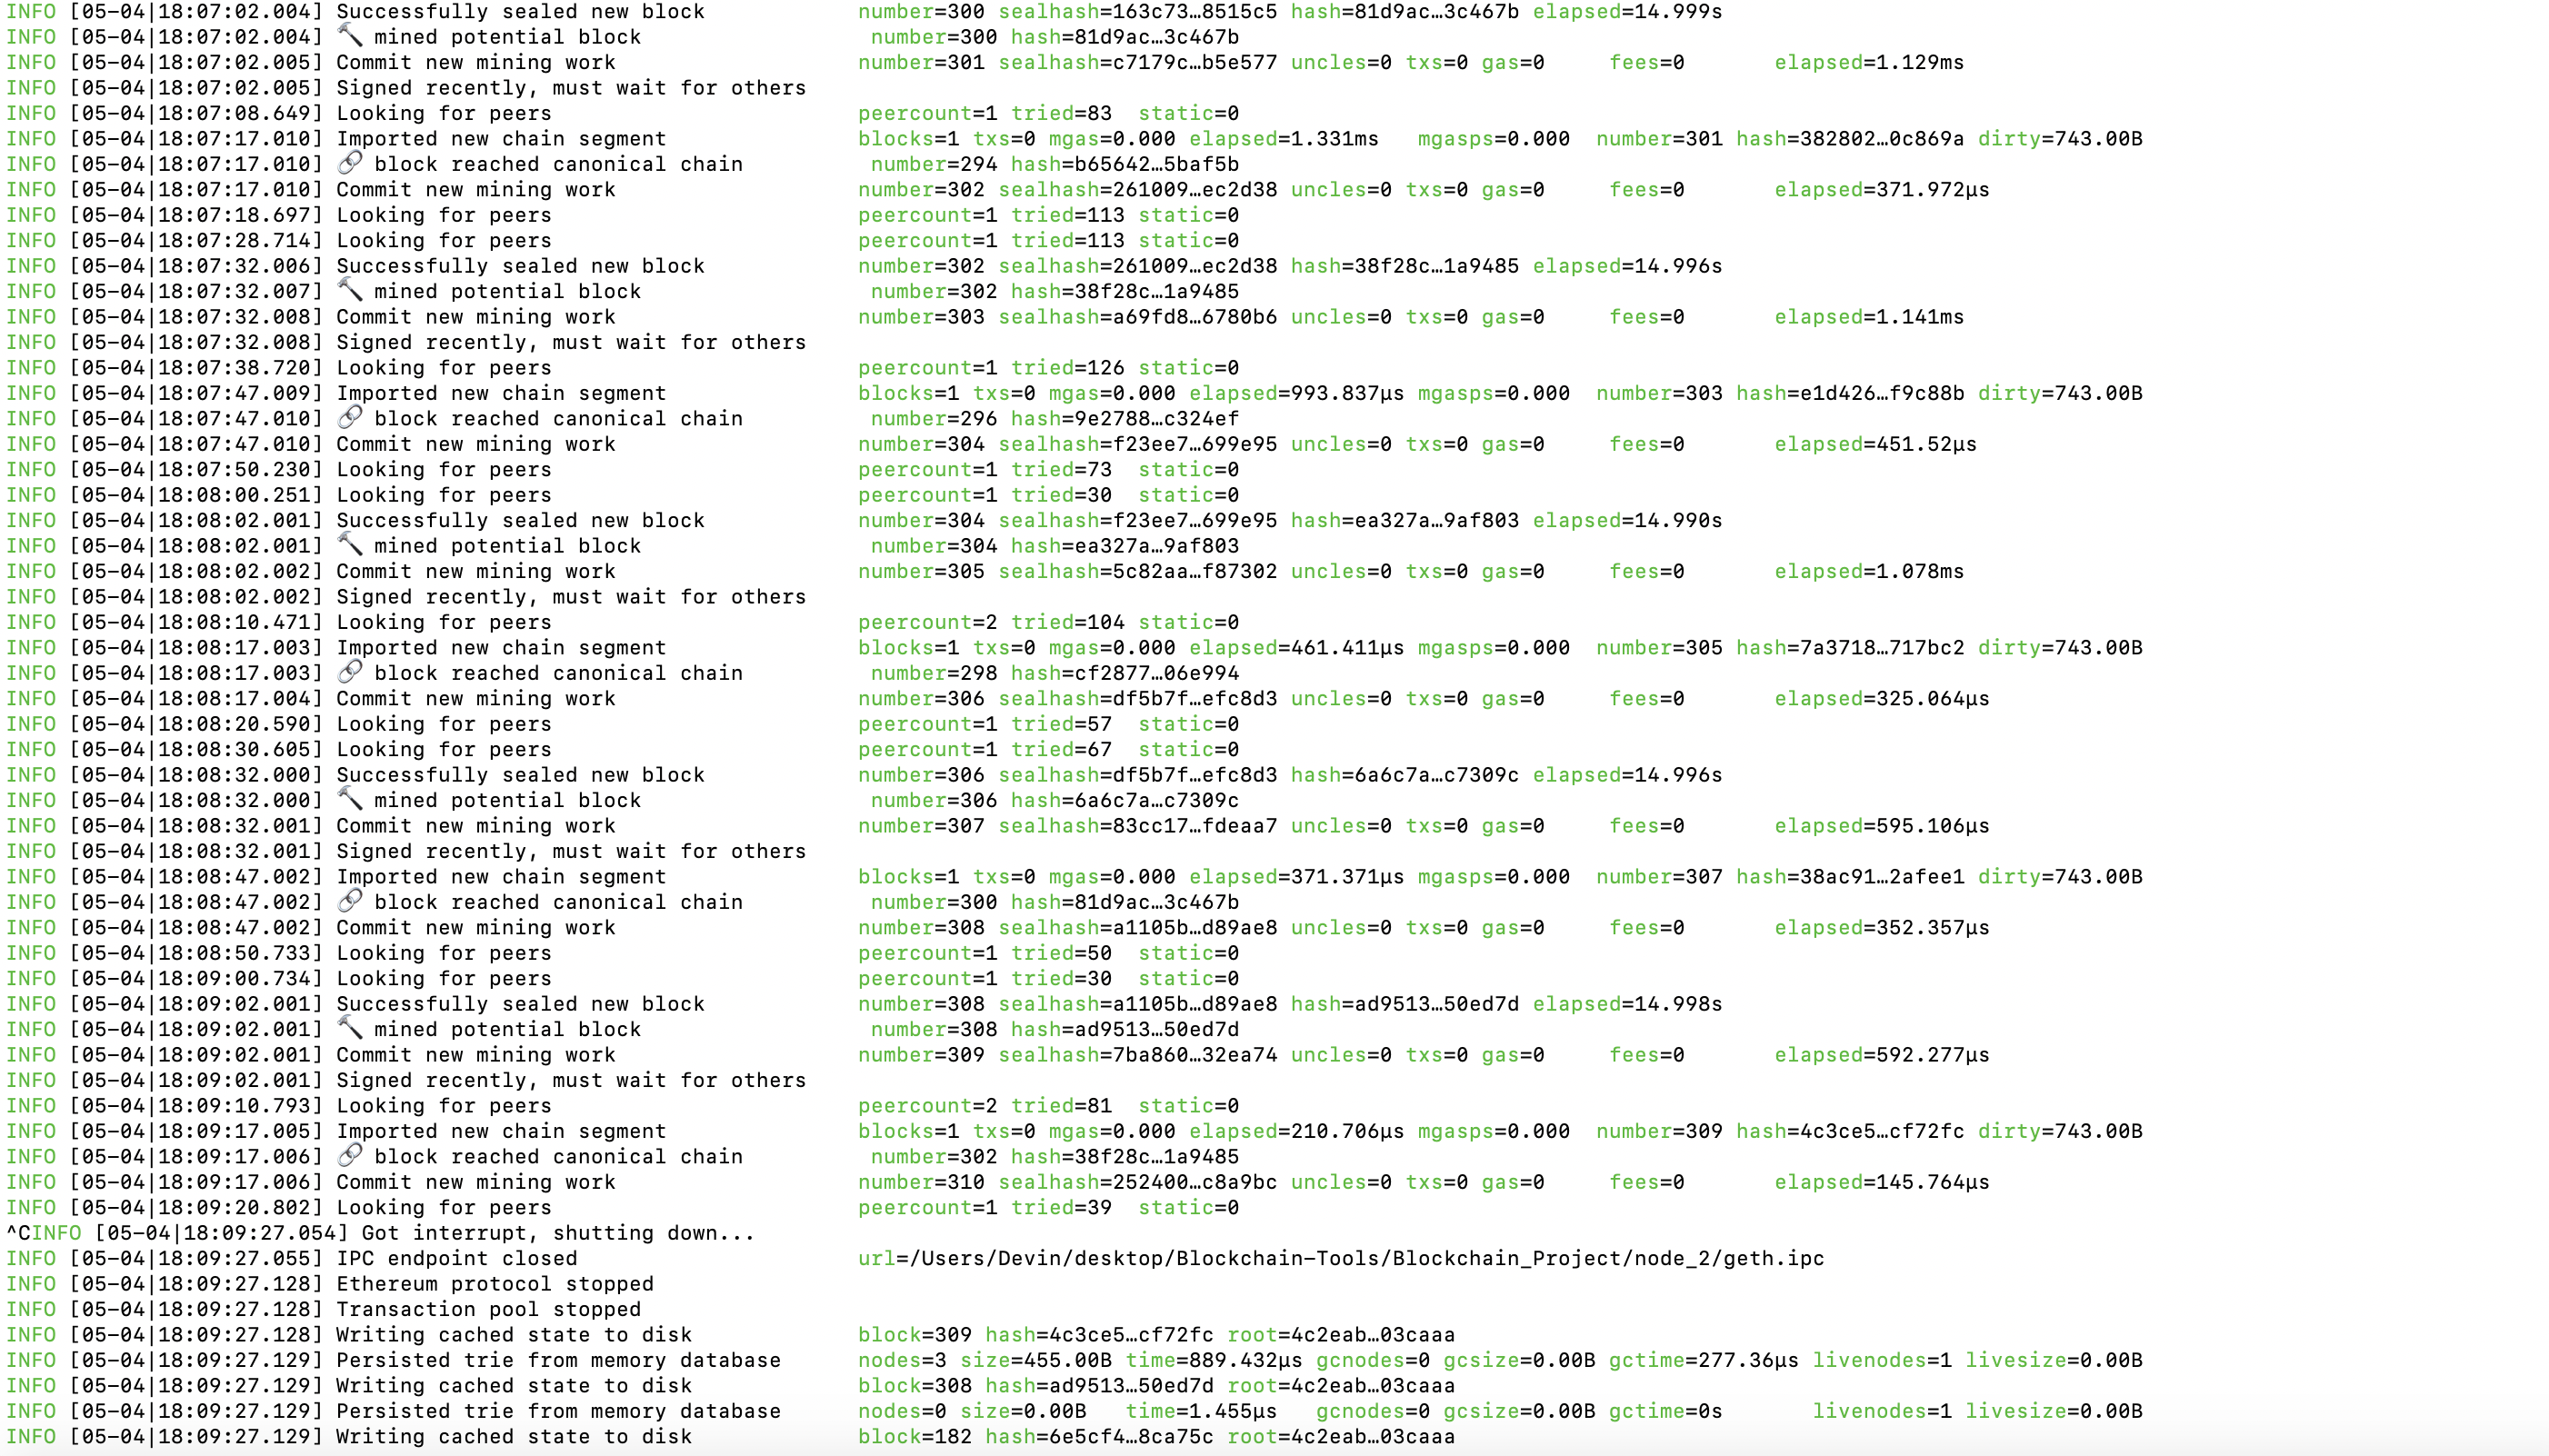 INFO [05-04|18:07:02.004] Successfully sealed new block number=300 sealhash=163c73…8515c5 hash=81d9ac…3c467b elapsed=14.999s
INFO [05-04|18:07:02.004] 🔨 mined potential block number=300 hash=81d9ac…3c467b
INFO [05-04|18:07:02.005] Commit new mining work number=301 sealhash=c7179c…b5e577 uncles=0 txs=0 gas=0 fees=0 elapsed=1.129ms
INFO [05-04|18:07:02.005] Signed recently, must wait for others
INFO [05-04|18:07:08.649] Looking for peers peercount=1 tried=83 static=0
INFO [05-04|18:07:17.010] Imported new chain segment blocks=1 txs=0 mgas=0.000 elapsed=1.331ms mgasps=0.000 number=301 hash=382802…0c869a dirty=743.00B
INFO [05-04|18:07:17.010] 🔗 block reached canonical chain number=294 hash=b65642…5baf5b
INFO [05-04|18:07:17.010] Commit new mining work number=302 sealhash=261009…ec2d38 uncles=0 txs=0 gas=0 fees=0 elapsed=371.972µs
INFO [05-04|18:07:18.697] Looking for peers peercount=1 tried=113 static=0
INFO [05-04|18:07:28.714] Looking for peers peercount=1 tried=113 static=0
INFO [05-04|18:07:32.006] Successfully sealed new block number=302 sealhash=261009…ec2d38 hash=38f28c…1a9485 elapsed=14.996s
INFO [05-04|18:07:32.007] 🔨 mined potential block number=302 hash=38f28c…1a9485
INFO [05-04|18:07:32.008] Commit new mining work number=303 sealhash=a69fd8…6780b6 uncles=0 txs=0 gas=0 fees=0 elapsed=1.141ms
INFO [05-04|18:07:32.008] Signed recently, must wait for others
INFO [05-04|18:07:38.720] Looking for peers peercount=1 tried=126 static=0
INFO [05-04|18:07:47.009] Imported new chain segment blocks=1 txs=0 mgas=0.000 elapsed=993.837µs mgasps=0.000 number=303 hash=e1d426…f9c88b dirty=743.00B
INFO [05-04|18:07:47.010] 🔗 block reached canonical chain number=296 hash=9e2788…c324ef
INFO [05-04|18:07:47.010] Commit new mining work number=304 sealhash=f23ee7…699e95 uncles=0 txs=0 gas=0 fees=0 elapsed=451.52µs
INFO [05-04|18:07:50.230] Looking for peers peercount=1 tried=73 static=0
INFO [05-04|18:08:00.251] Looking for peers peercount=1 tried=30 static=0
INFO [05-04|18:08:02.001] Successfully sealed new block number=304 sealhash=f23ee7…699e95 hash=ea327a…9af803 elapsed=14.990s
INFO [05-04|18:08:02.001] 🔨 mined potential block number=304 hash=ea327a…9af803
INFO [05-04|18:08:02.002] Commit new mining work number=305 sealhash=5c82aa…f87302 uncles=0 txs=0 gas=0 fees=0 elapsed=1.078ms
INFO [05-04|18:08:02.002] Signed recently, must wait for others
INFO [05-04|18:08:10.471] Looking for peers peercount=2 tried=104 static=0
INFO [05-04|18:08:17.003] Imported new chain segment blocks=1 txs=0 mgas=0.000 elapsed=461.411µs mgasps=0.000 number=305 hash=7a3718…717bc2 dirty=743.00B
INFO [05-04|18:08:17.003] 🔗 block reached canonical chain number=298 hash=cf2877…06e994
INFO [05-04|18:08:17.004] Commit new mining work number=306 sealhash=df5b7f…efc8d3 uncles=0 txs=0 gas=0 fees=0 elapsed=325.064µs
INFO [05-04|18:08:20.590] Looking for peers peercount=1 tried=57 static=0
INFO [05-04|18:08:30.605] Looking for peers peercount=1 tried=67 static=0
INFO [05-04|18:08:32.000] Successfully sealed new block number=306 sealhash=df5b7f…efc8d3 hash=6a6c7a…c7309c elapsed=14.996s
INFO [05-04|18:08:32.000] 🔨 mined potential block number=306 hash=6a6c7a…c7309c
INFO [05-04|18:08:32.001] Commit new mining work number=307 sealhash=83cc17…fdeaa7 uncles=0 txs=0 gas=0 fees=0 elapsed=595.106µs
INFO [05-04|18:08:32.001] Signed recently, must wait for others
INFO [05-04|18:08:47.002] Imported new chain segment blocks=1 txs=0 mgas=0.000 elapsed=371.371µs mgasps=0.000 number=307 hash=38ac91…2afee1 dirty=743.00B
INFO [05-04|18:08:47.002] 🔗 block reached canonical chain number=300 hash=81d9ac…3c467b
INFO [05-04|18:08:47.002] Commit new mining work number=308 sealhash=a1105b…d89ae8 uncles=0 txs=0 gas=0 fees=0 elapsed=352.357µs
INFO [05-04|18:08:50.733] Looking for peers peercount=1 tried=50 static=0
INFO [05-04|18:09:00.734] Looking for peers peercount=1 tried=30 static=0
INFO [05-04|18:09:02.001] Successfully sealed new block number=308 sealhash=a1105b…d89ae8 hash=ad9513…50ed7d elapsed=14.998s
INFO [05-04|18:09:02.001] 🔨 mined potential block number=308 hash=ad9513…50ed7d
INFO [05-04|18:09:02.001] Commit new mining work number=309 sealhash=7ba860…32ea74 uncles=0 txs=0 gas=0 fees=0 elapsed=592.277µs
INFO [05-04|18:09:02.001] Signed recently, must wait for others
INFO [05-04|18:09:10.793] Looking for peers peercount=2 tried=81 static=0
INFO [05-04|18:09:17.005] Imported new chain segment blocks=1 txs=0 mgas=0.000 elapsed=210.706µs mgasps=0.000 number=309 hash=4c3ce5…cf72fc dirty=743.00B
INFO [05-04|18:09:17.006] 🔗 block reached canonical chain number=302 hash=38f28c…1a9485
INFO [05-04|18:09:17.006] Commit new mining work number=310 sealhash=252400…c8a9bc uncles=0 txs=0 gas=0 fees=0 elapsed=145.764µs
INFO [05-04|18:09:20.802] Looking for peers peercount=1 tried=39 static=0
^CINFO [05-04|18:09:27.054] Got interrupt, shutting down...
INFO [05-04|18:09:27.055] IPC endpoint closed url=/Users/Devin/desktop/Blockchain-Tools/Blockchain_Project/node_2/geth.ipc
INFO [05-04|18:09:27.128] Ethereum protocol stopped
INFO [05-04|18:09:27.128] Transaction pool stopped
INFO [05-04|18:09:27.128] Writing cached state to disk block=309 hash=4c3ce5…cf72fc root=4c2eab…03caaa
INFO [05-04|18:09:27.129] Persisted trie from memory database nodes=3 size=455.00B time=889.432µs gcnodes=0 gcsize=0.00B gctime=277.36µs livenodes=1 livesize=0.00B
INFO [05-04|18:09:27.129] Writing cached state to disk block=308 hash=ad9513…50ed7d root=4c2eab…03caaa
INFO [05-04|18:09:27.129] Persisted trie from memory database nodes=0 size=0.00B time=1.455µs gcnodes=0 gcsize=0.00B gctime=0s livenodes=1 livesize=0.00B
INFO [05-04|18:09:27.129] Writing cached state to disk block=182 hash=6e5cf4…8ca75c root=4c2eab…03caaa